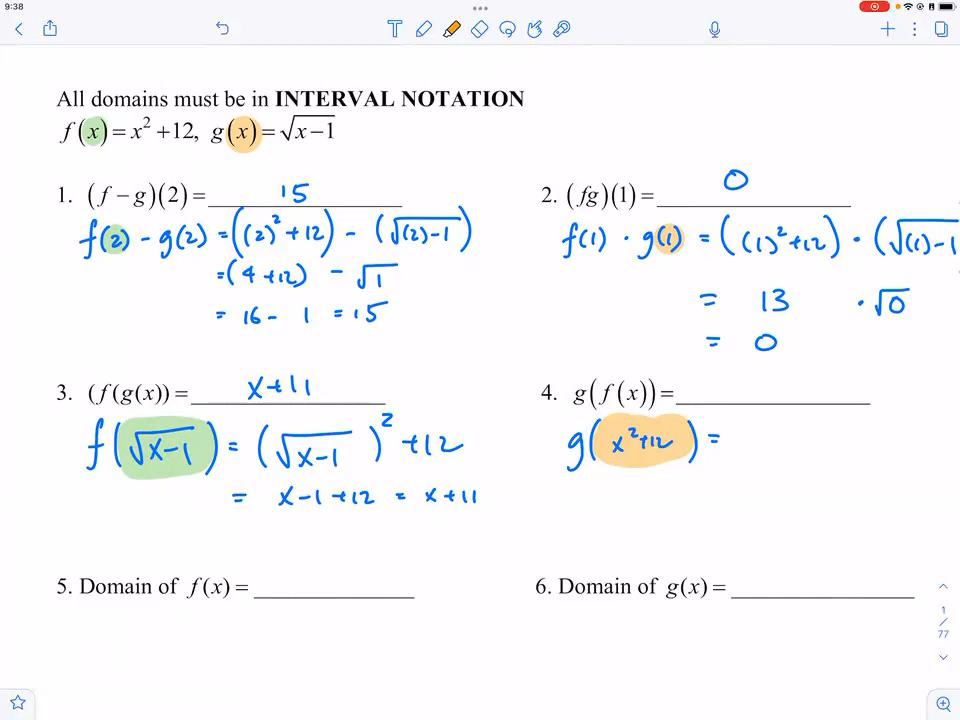 9:38
All domains must be in INTERVAL NOTATION
f(x) = x² + 12, g(x) = √(x−1)
1. (f − g)(2) = 15
f(2) − g(2) = ((2)² + 12) − (√((2)−1))
= (4 + 12) − √1
= 16 − 1 = 15
2. (fg)(1) = 0
f(1) · g(1) = ((1)² + 12) · (√((1)−1
= 13 · √0
= 0
3. (f(g(x)) = x+11
f(√(x−1)) = (√(x−1))² + 12
= x−1+12 = x+11
4. g(f(x)) =
g(x²+12) =
5. Domain of f(x) =
6. Domain of g(x) =
1
/
77